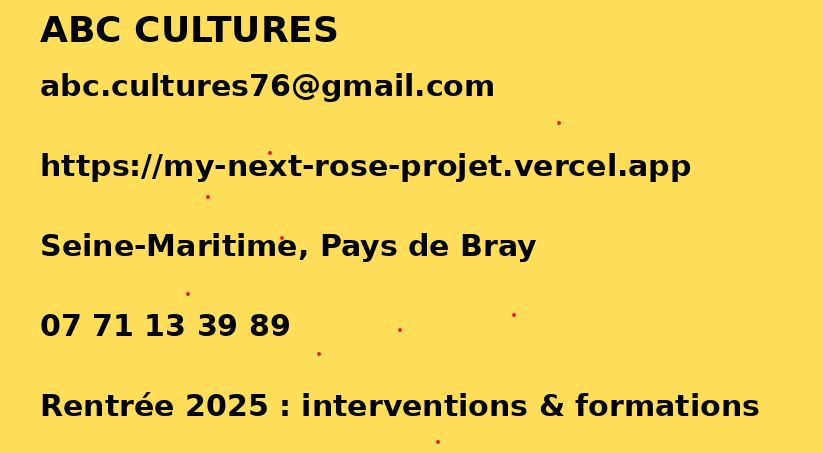 ABC CULTURES
abc.cultures76@gmail.com
https://my-next-rose-projet.vercel.app
Seine-Maritime, Pays de Bray
07 71 13 39 89
Rentrée 2025 : interventions & formations